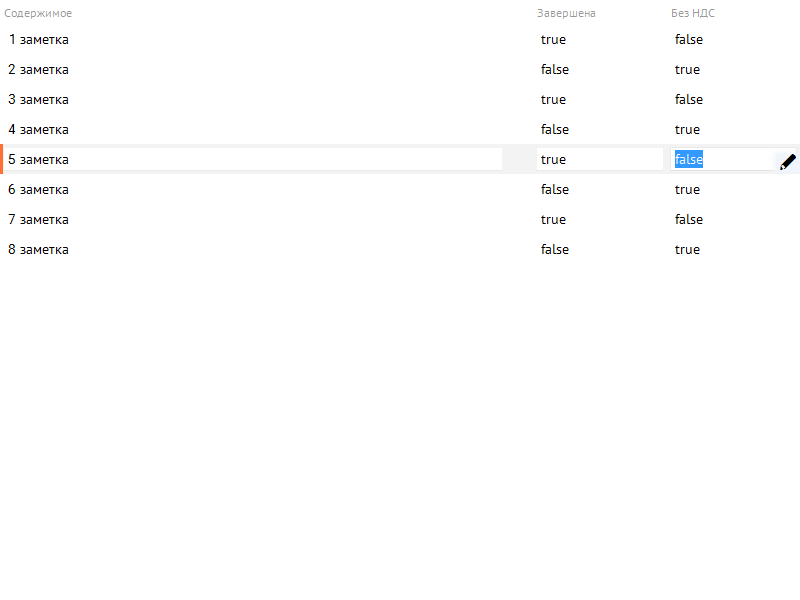 Содержимое Завершена Без НДС
1 заметка true false
2 заметка false true
3 заметка true false
4 заметка false true
5 заметка true false
6 заметка false true
7 заметка true false
8 заметка false true